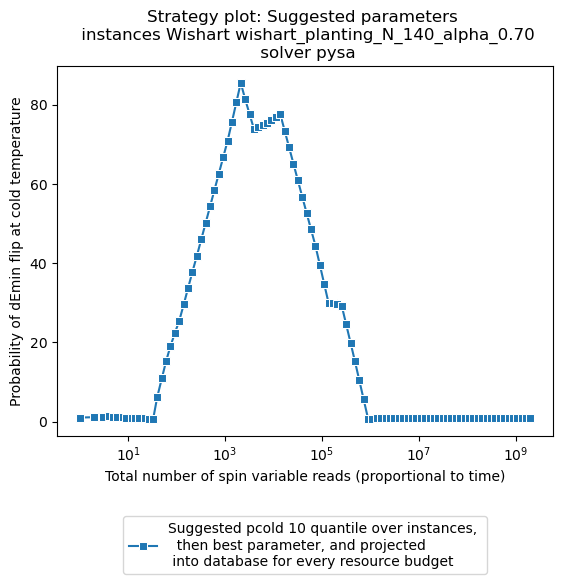 Strategy plot: Suggested parameters
instances Wishart wishart_planting_N_140_alpha_0.70
solver pysa
Probability of dEmin flip at cold temperature
80
60
40
20
0
10^1 10^3 10^5 10^7 10^9
Total number of spin variable reads (proportional to time)
Suggested pcold 10 quantile over instances,
then best parameter, and projected
into database for every resource budget